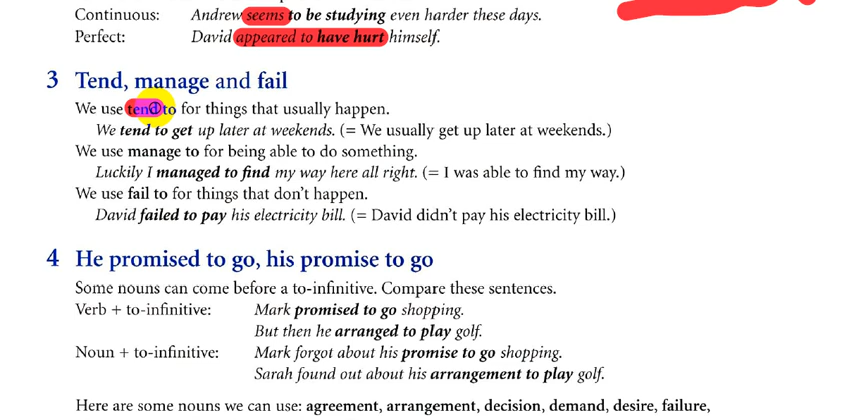 Continuous: Andrew seems to be studying even harder these days.
Perfect: David appeared to have hurt himself.
3 Tend, manage and fail
We use tend to for things that usually happen.
We tend to get up later at weekends. (= We usually get up later at weekends.)
We use manage to for being able to do something.
Luckily I managed to find my way here all right. (= I was able to find my way.)
We use fail to for things that don't happen.
David failed to pay his electricity bill. (= David didn't pay his electricity bill.)
4 He promised to go, his promise to go
Some nouns can come before a to-infinitive. Compare these sentences.
Verb + to-infinitive: Mark promised to go shopping.
But then he arranged to play golf.
Noun + to-infinitive: Mark forgot about his promise to go shopping.
Sarah found out about his arrangement to play golf.
Here are some nouns we can use: agreement, arrangement, decision, demand, desire, failure,